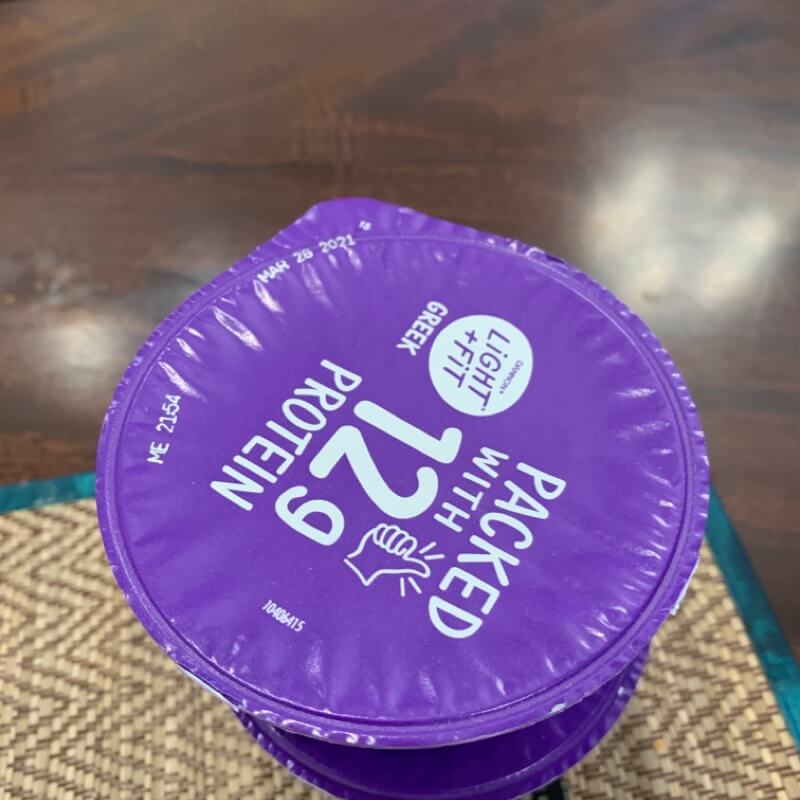 MAR 28 2021
ME 21:54
DANNON®
LiGHT®
+FiT
GREEK
PACKED
WITH
12g
PROTEIN
10406415